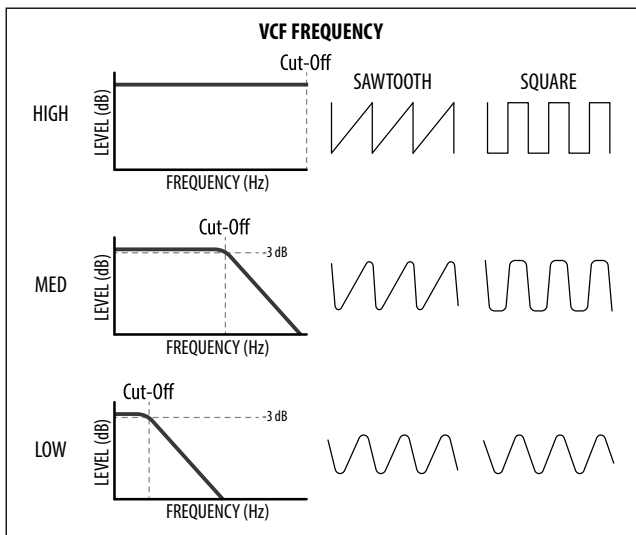 VCF FREQUENCY
Cut-Off
SAWTOOTH
SQUARE
HIGH
LEVEL (dB)
FREQUENCY (Hz)
Cut-Off
-3 dB
MED
LEVEL (dB)
FREQUENCY (Hz)
Cut-Off
-3 dB
LOW
LEVEL (dB)
FREQUENCY (Hz)